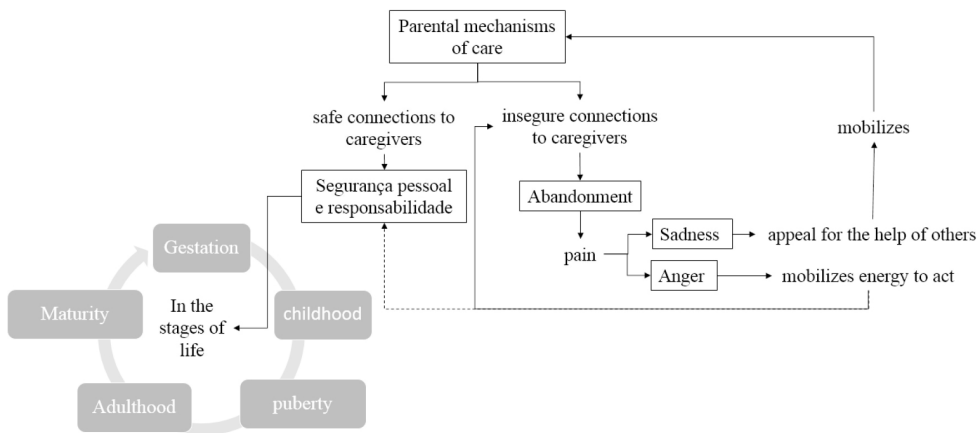 Parental mechanisms
of care
safe connections to
caregivers
insegure connections
to caregivers
mobilizes
Segurança pessoal
e responsabilidade
Abandonment
pain
Sadness
appeal for the help of others
Anger
mobilizes energy to act
Gestation
childhood
puberty
Adulthood
Maturity
In the
stages of
life